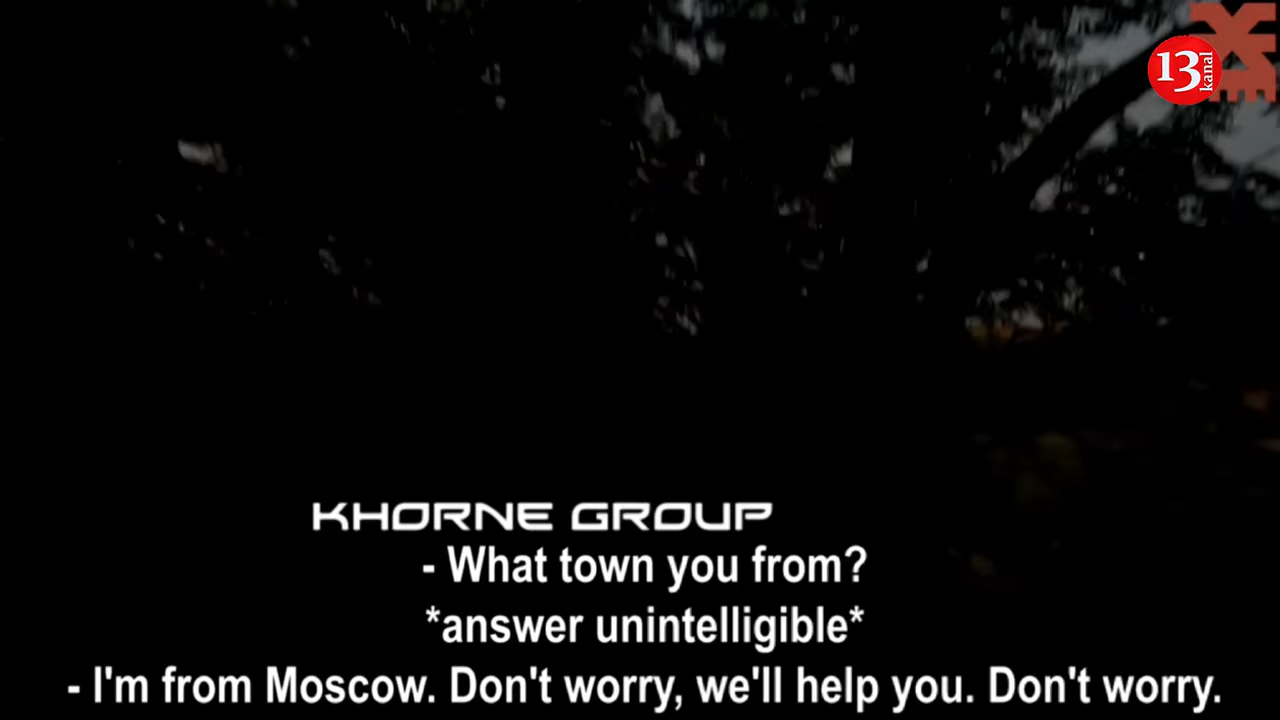 13
kanal
KHORNE GROUP
- What town you from?
*answer unintelligible*
- I'm from Moscow. Don't worry, we'll help you. Don't worry.